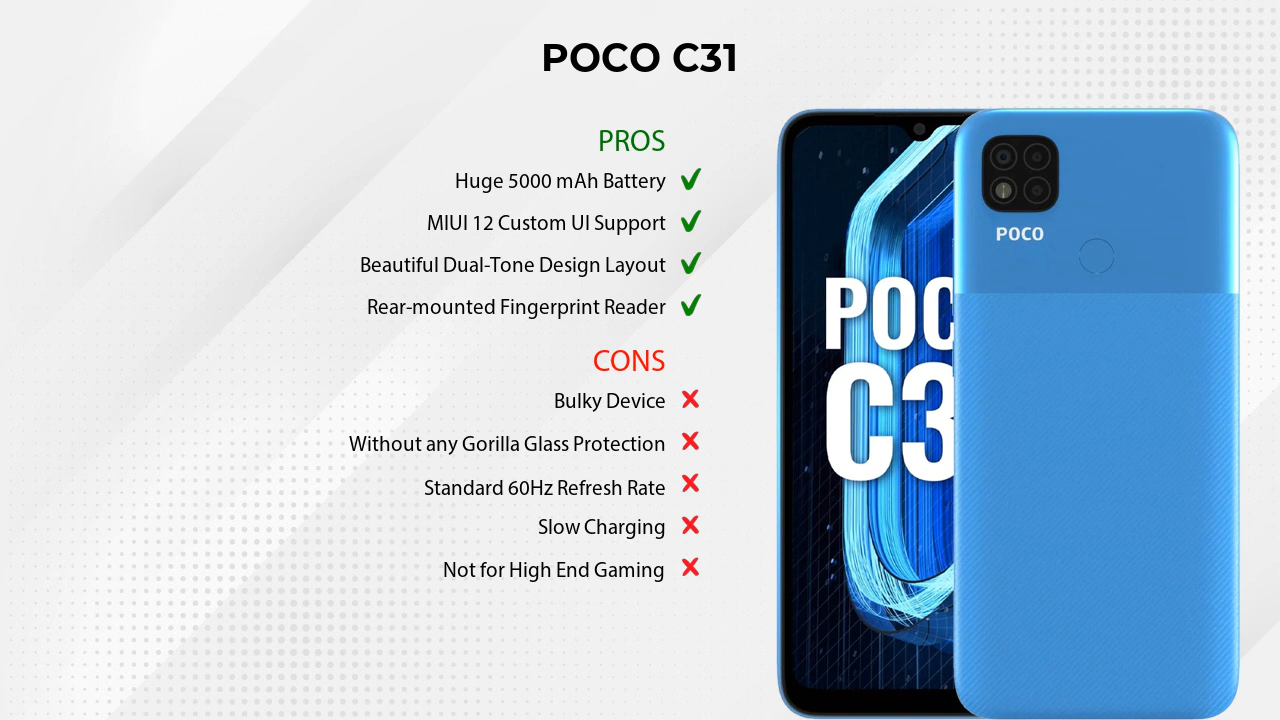 POCO C31
PROS
Huge 5000 mAh Battery
MIUI 12 Custom UI Support
Beautiful Dual-Tone Design Layout
Rear-mounted Fingerprint Reader
CONS
Bulky Device
Without any Gorilla Glass Protection
Standard 60Hz Refresh Rate
Slow Charging
Not for High End Gaming
POC
C3
POCO